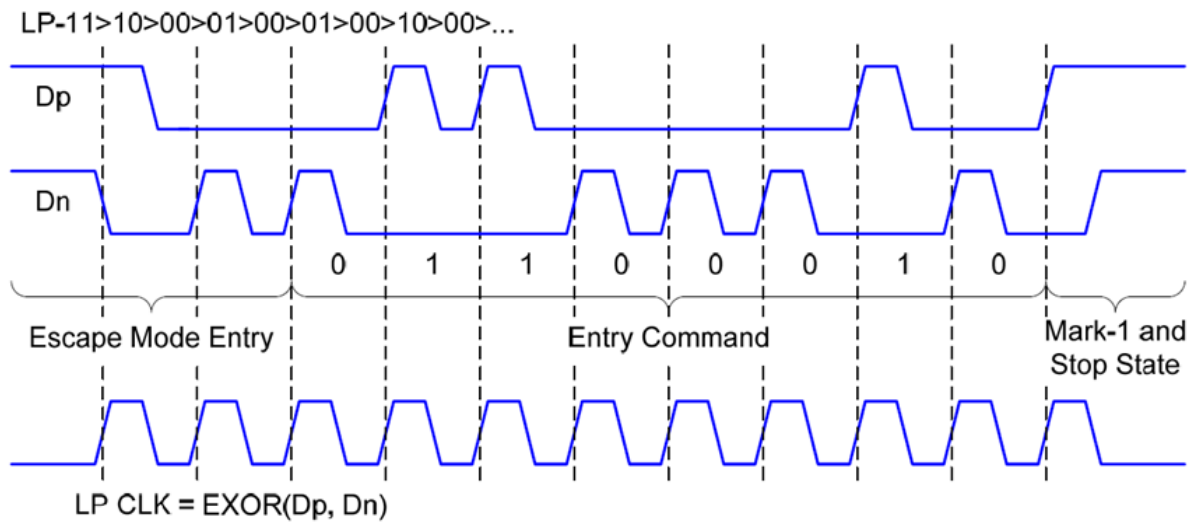 LP-11>10>00>01>00>01>00>10>00>...
Dp
Dn
0 1 1 0 0 0 1 0
Escape Mode Entry
Entry Command
Mark-1 and
Stop State
LP CLK = EXOR(Dp, Dn)